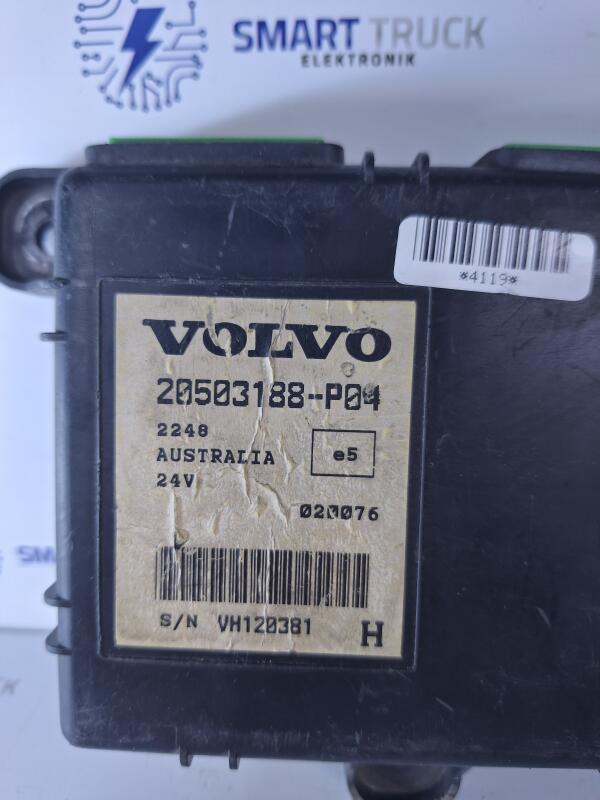 SMART TRUCK
ELEKTRONIK
*4119*
VOLVO
20503188-P04
2248
AUSTRALIA
24V
e5
020076
S/N VH120381
H